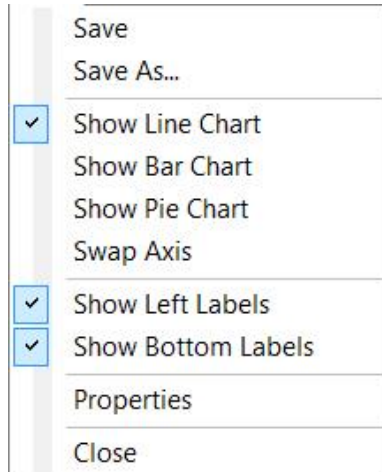 Save
Save As...
Show Line Chart
Show Bar Chart
Show Pie Chart
Swap Axis
Show Left Labels
Show Bottom Labels
Properties
Close